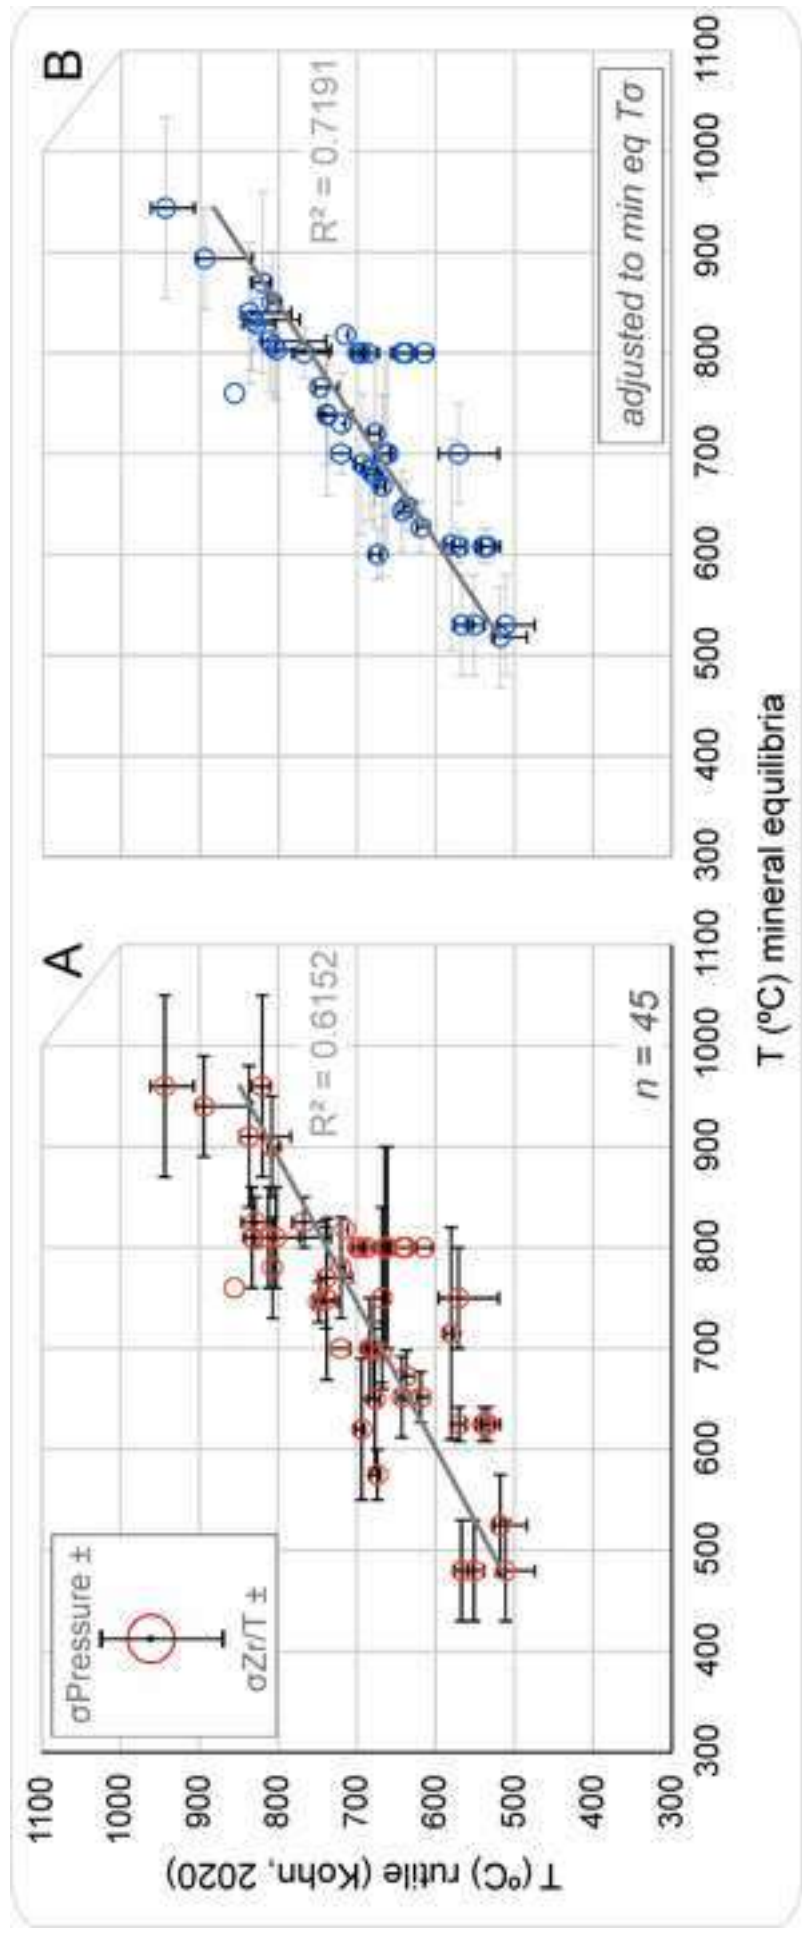 A
B
σPressure ±
σZr/T ±
R² = 0.6152
n = 45
R² = 0.7191
adjusted to min eq Tσ
T (ºC) rutile (Kohn, 2020)
1100
1000
900
800
700
600
500
400
300
300 400 500 600 700 800 900 1000 1100
300 400 500 600 700 800 900 1000 1100
T (ºC) mineral equilibria